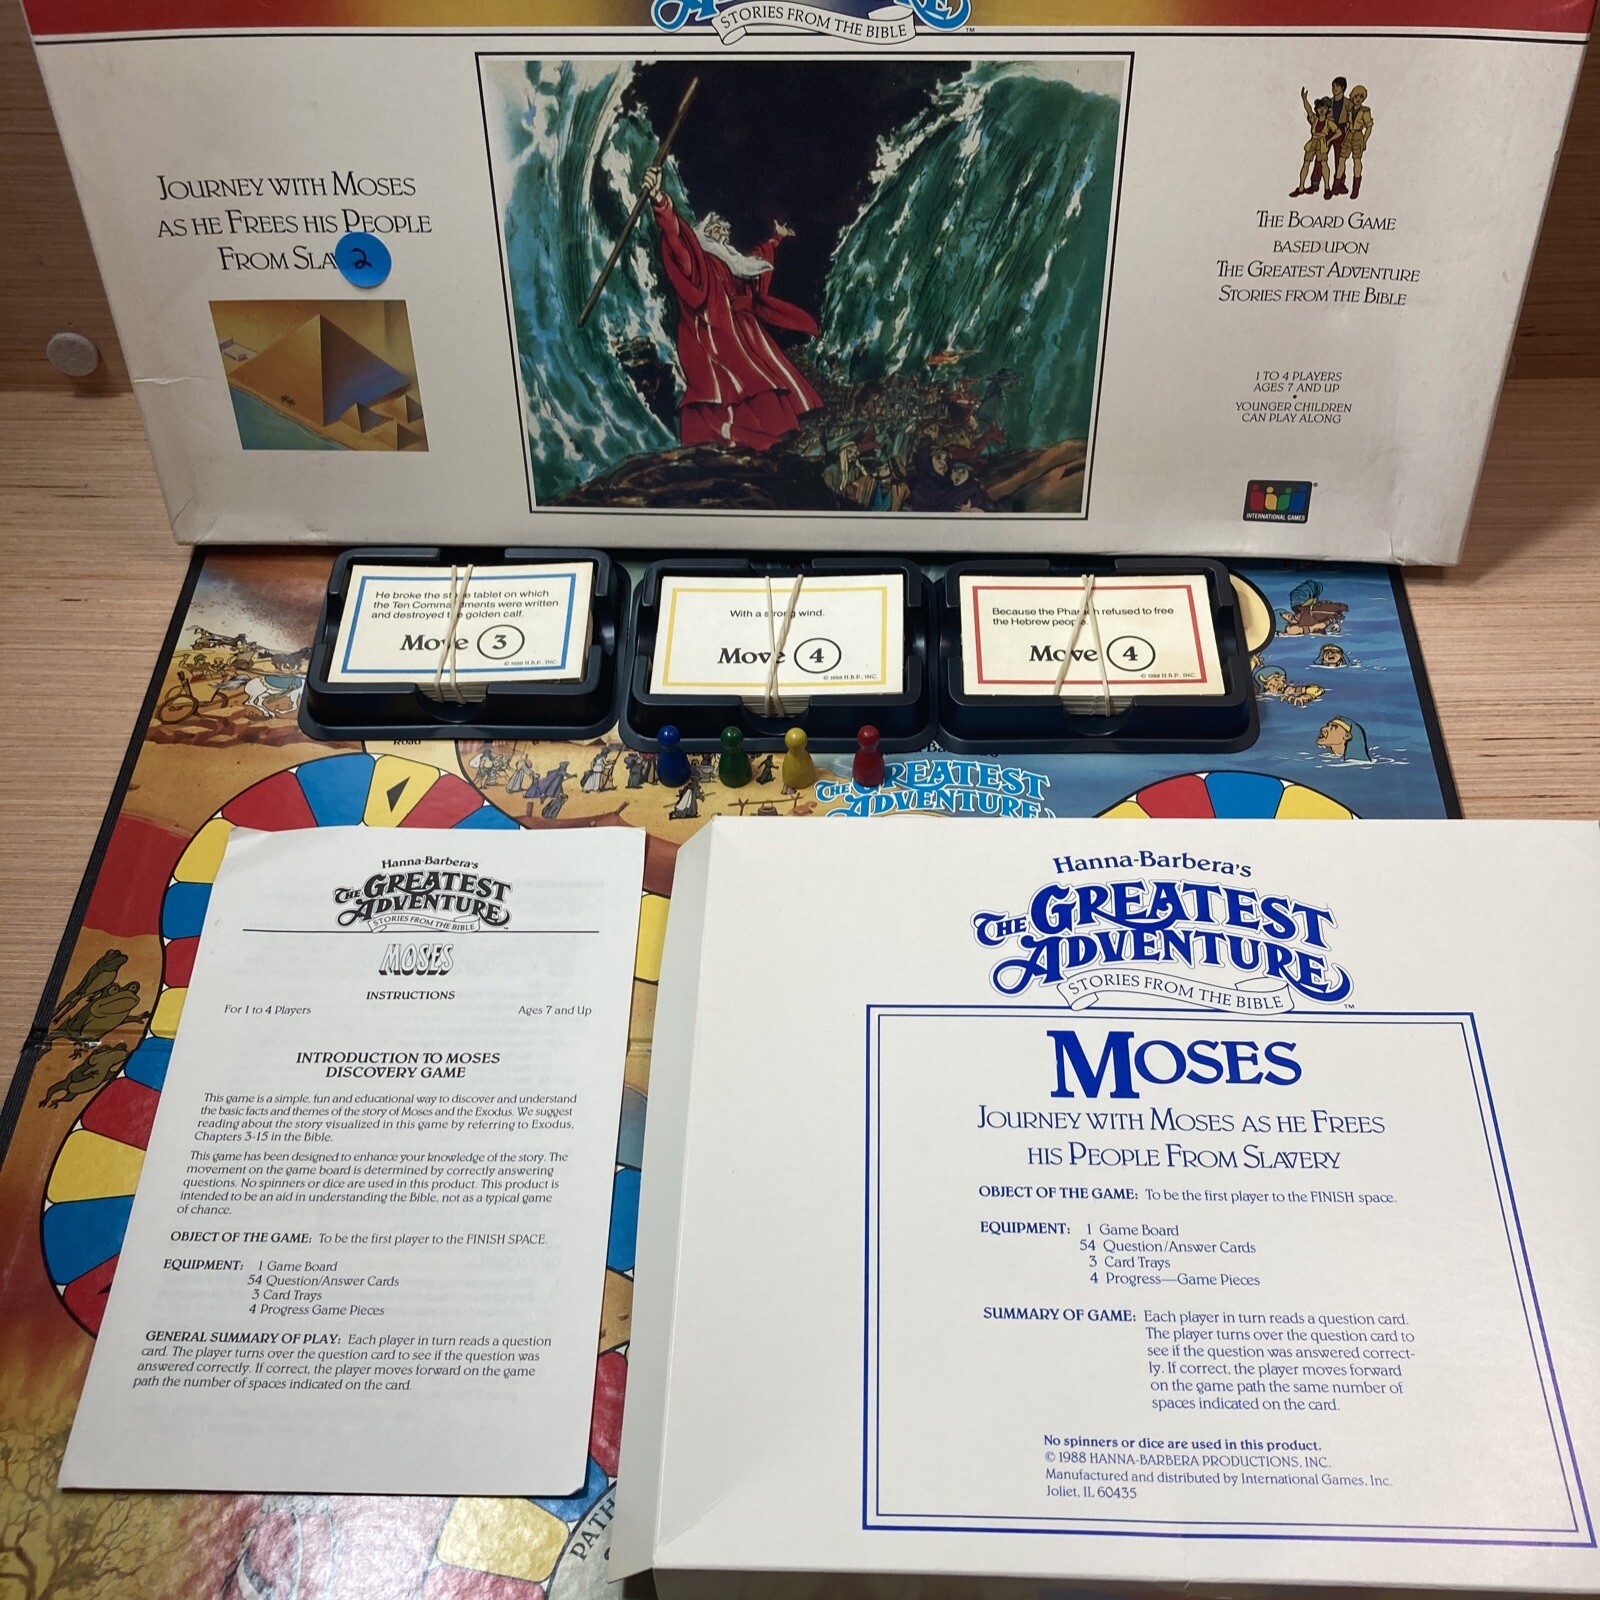 STORIES FROM THE BIBLE
TM
JOURNEY WITH MOSES
AS HE FREES HIS PEOPLE
FROM SLA
2
THE BOARD GAME
BASED UPON
THE GREATEST ADVENTURE
STORIES FROM THE BIBLE
1 TO 4 PLAYERS
AGES 7 AND UP
•
YOUNGER CHILDREN
CAN PLAY ALONG
INTERNATIONAL GAMES
®
He broke the stone tablet on which
the Ten Commandments were written
and destroyed the golden calf.
Move 3
© 1988 H.B.P., INC.
With a strong wind.
Move 4
© 1988 H.B.P., INC.
Because the Pharaoh refused to free
the Hebrew people.
Move 4
© 1988 H.B.P., INC.
Road
THE GREATEST
ADVENTURE
PATH
Hanna-Barbera's
THE GREATEST
ADVENTURE
STORIES FROM THE BIBLE
MOSES
INSTRUCTIONS
For 1 to 4 Players Ages 7 and Up
INTRODUCTION TO MOSES
DISCOVERY GAME
This game is a simple, fun and educational way to discover and understand
the basic facts and themes of the story of Moses and the Exodus. We suggest
reading about the story visualized in this game by referring to Exodus,
Chapters 3-15 in the Bible.
This game has been designed to enhance your knowledge of the story. The
movement on the game board is determined by correctly answering
questions. No spinners or dice are used in this product. This product is
intended to be an aid in understanding the Bible, not as a typical game
of chance.
OBJECT OF THE GAME: To be the first player to the FINISH SPACE.
EQUIPMENT: 1 Game Board
54 Question/Answer Cards
3 Card Trays
4 Progress Game Pieces
GENERAL SUMMARY OF PLAY: Each player in turn reads a question
card. The player turns over the question card to see if the question was
answered correctly. If correct, the player moves forward on the game
path the number of spaces indicated on the card.
Hanna-Barbera's
THE GREATEST
ADVENTURE
STORIES FROM THE BIBLE
TM
MOSES
JOURNEY WITH MOSES AS HE FREES
HIS PEOPLE FROM SLAVERY
OBJECT OF THE GAME: To be the first player to the FINISH space.
EQUIPMENT: 1 Game Board
54 Question/Answer Cards
3 Card Trays
4 Progress—Game Pieces
SUMMARY OF GAME: Each player in turn reads a question card.
The player turns over the question card to
see if the question was answered correct-
ly. If correct, the player moves forward
on the game path the same number of
spaces indicated on the card.
No spinners or dice are used in this product.
© 1988 HANNA-BARBERA PRODUCTIONS, INC.
Manufactured and distributed by International Games, Inc.
Joliet, IL 60435